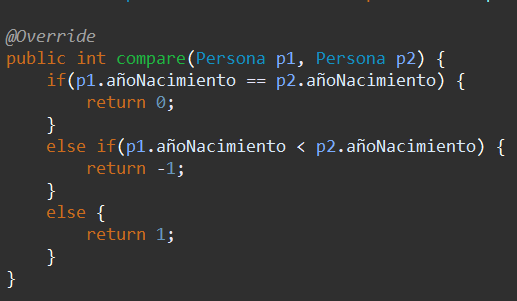 @Override
public int compare(Persona p1, Persona p2) {
    if(p1.añoNacimiento == p2.añoNacimiento) {
        return 0;
    }
    else if(p1.añoNacimiento < p2.añoNacimiento) {
        return -1;
    }
    else {
        return 1;
    }
}